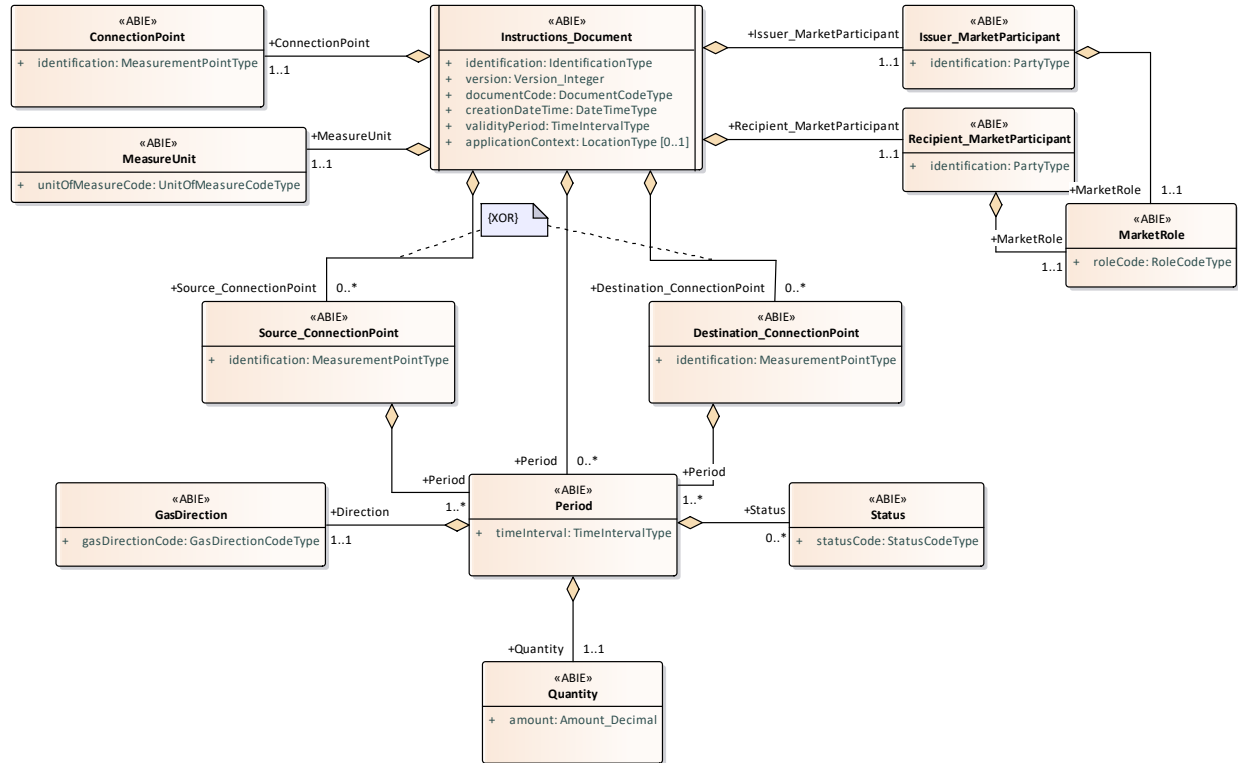 «ABIE»
ConnectionPoint
+ identification: MeasurementPointType
+ConnectionPoint
1..1
«ABIE»
Instructions_Document
+ identification: IdentificationType
+ version: Version_Integer
+ documentCode: DocumentCodeType
+ creationDateTime: DateTimeType
+ validityPeriod: TimeIntervalType
+ applicationContext: LocationType [0..1]
+Issuer_MarketParticipant
1..1
«ABIE»
Issuer_MarketParticipant
+ identification: PartyType
«ABIE»
MeasureUnit
+ unitOfMeasureCode: UnitOfMeasureCodeType
+MeasureUnit
1..1
+Recipient_MarketParticipant
1..1
«ABIE»
Recipient_MarketParticipant
+ identification: PartyType
+MarketRole
1..1
+MarketRole
1..1
«ABIE»
MarketRole
+ roleCode: RoleCodeType
{XOR}
+Source_ConnectionPoint
0..*
+Destination_ConnectionPoint
0..*
«ABIE»
Source_ConnectionPoint
+ identification: MeasurementPointType
«ABIE»
Destination_ConnectionPoint
+ identification: MeasurementPointType
+Period
0..*
+Period
1..*
+Period
1..*
«ABIE»
GasDirection
+ gasDirectionCode: GasDirectionCodeType
+Direction
1..1
«ABIE»
Period
+ timeInterval: TimeIntervalType
+Status
0..*
«ABIE»
Status
+ statusCode: StatusCodeType
+Quantity
1..1
«ABIE»
Quantity
+ amount: Amount_Decimal